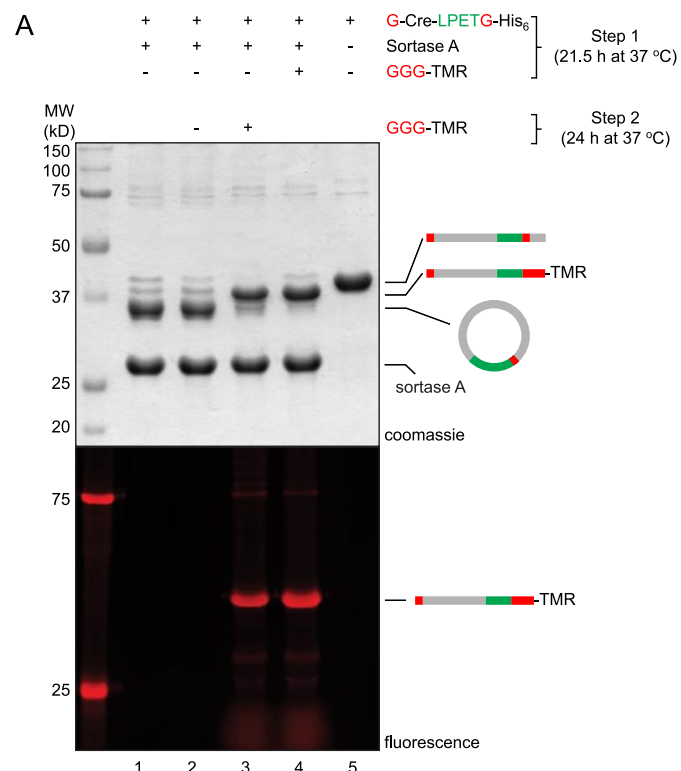 A
+ + + + + G-Cre-LPETG-His6
+ + + + - Sortase A
- - - + - GGG-TMR
Step 1
(21.5 h at 37 °C)
MW
(kD)
- + GGG-TMR
Step 2
(24 h at 37 °C)
150
100
75
50
37
25
20
-TMR
sortase A
coomassie
75
25
-TMR
fluorescence
1 2 3 4 5